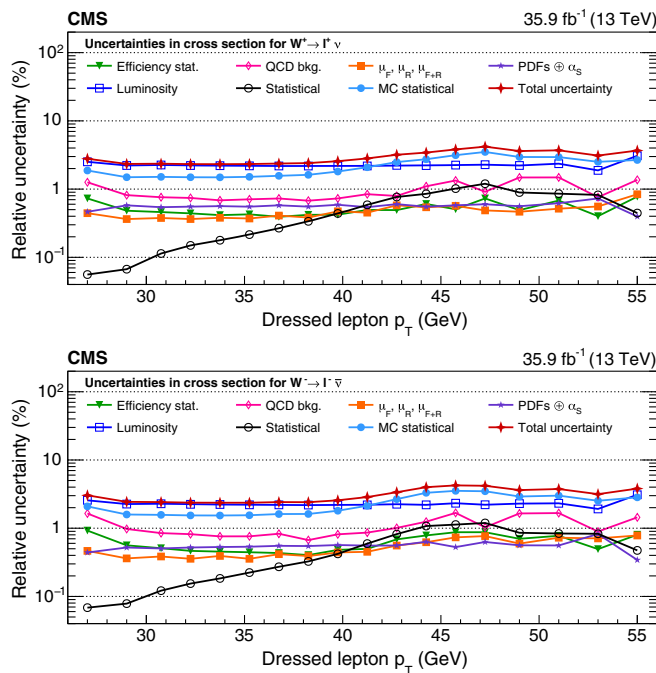 CMS 35.9 fb⁻¹ (13 TeV)
Uncertainties in cross section for W⁺→ l⁺ ν
Efficiency stat. QCD bkg. μF, μR, μF+R PDFs ⊕ αS
Luminosity Statistical MC statistical Total uncertainty
Relative uncertainty (%)
10²
10
1
10⁻¹
30 35 40 45 50 55
Dressed lepton pT (GeV)
CMS 35.9 fb⁻¹ (13 TeV)
Uncertainties in cross section for W⁻→ l⁻ ν̅
Efficiency stat. QCD bkg. μF, μR, μF+R PDFs ⊕ αS
Luminosity Statistical MC statistical Total uncertainty
Relative uncertainty (%)
10²
10
1
10⁻¹
30 35 40 45 50 55
Dressed lepton pT (GeV)